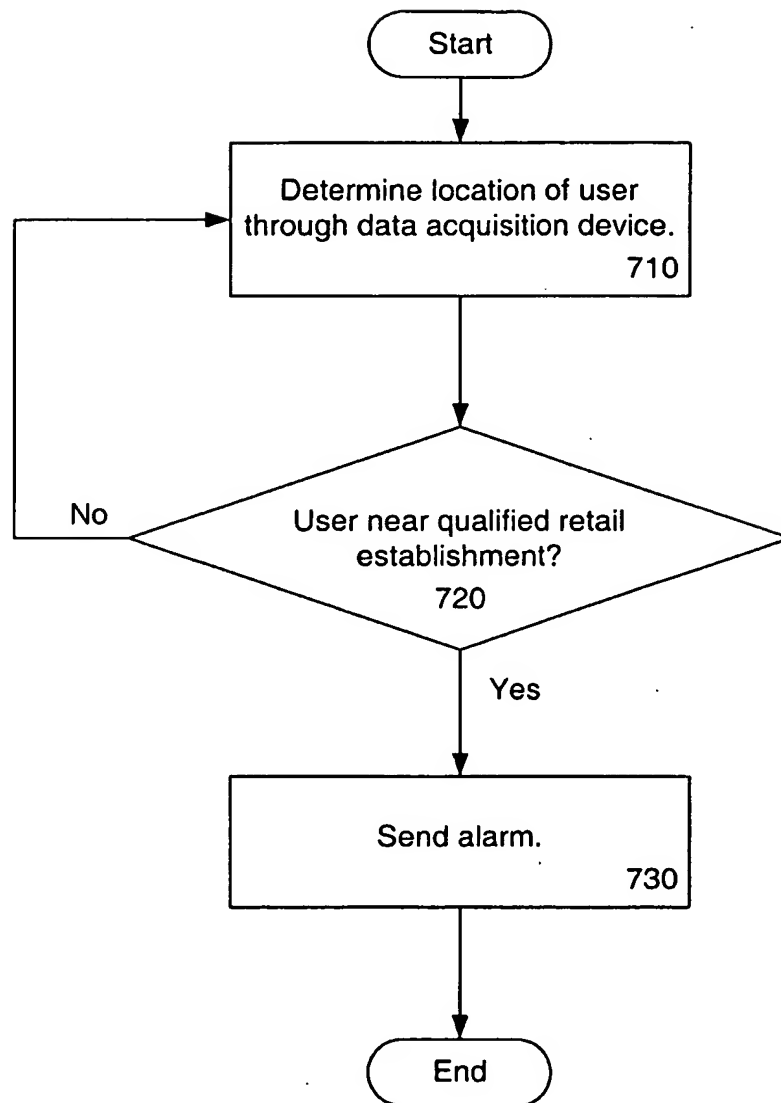 Start
Determine location of user
through data acquisition device.
710
No
User near qualified retail
establishment?
720
Yes
Send alarm.
730
End